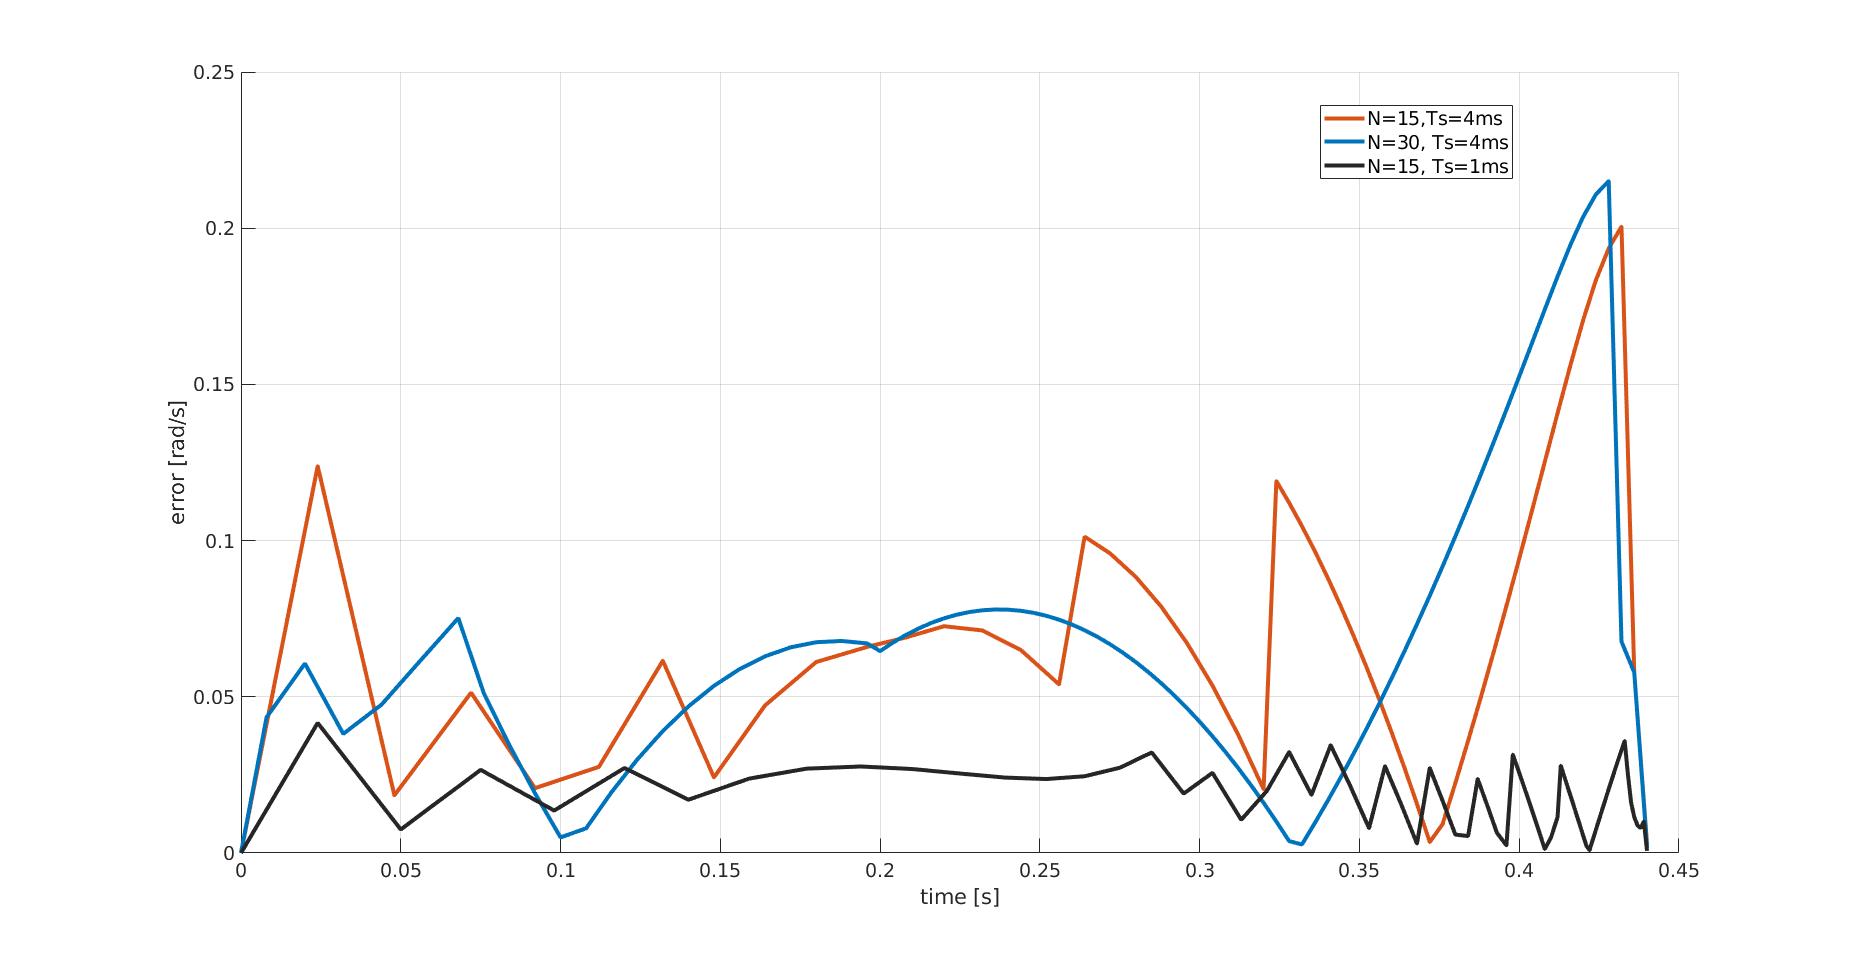 0.25
0.2
0.15
0.1
0.05
0
error [rad/s]
N=15,Ts=4ms
N=30, Ts=4ms
N=15, Ts=1ms
0 0.05 0.1 0.15 0.2 0.25 0.3 0.35 0.4 0.45
time [s]